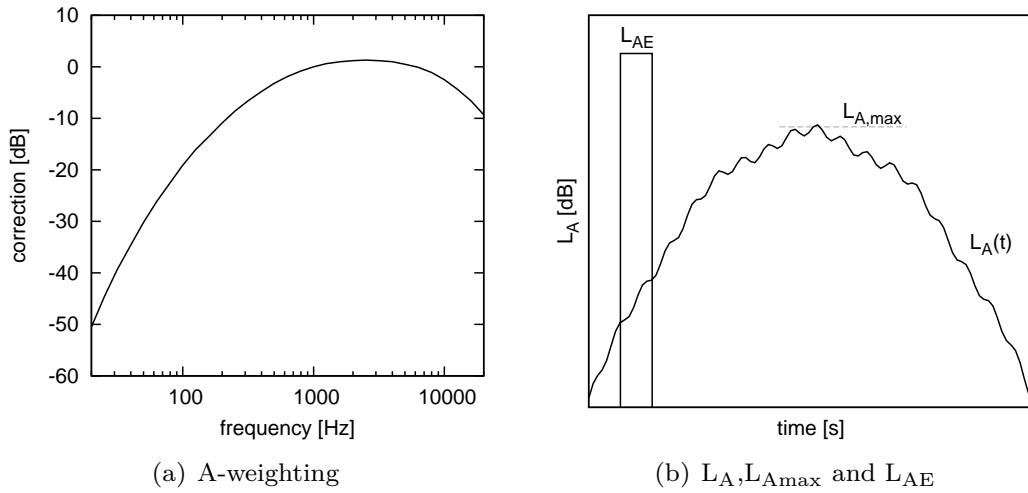 10
0
-10
-20
-30
-40
-50
-60
correction [dB]
100 1000 10000
frequency [Hz]
(a) A-weighting
L_AE
L_A,max
L_A(t)
L_A [dB]
time [s]
(b) L_A,L_Amax and L_AE